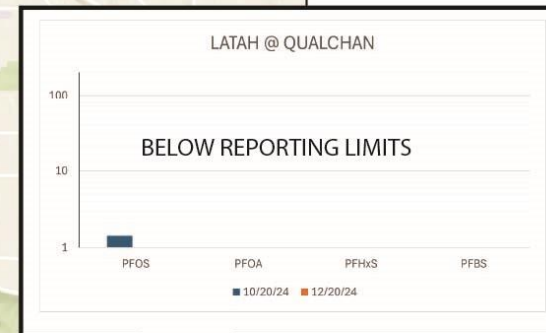 LATAH @ QUALCHAN
100
BELOW REPORTING LIMITS
10
1
PFOS PFOA PFHxS PFBS
10/20/24 12/20/24